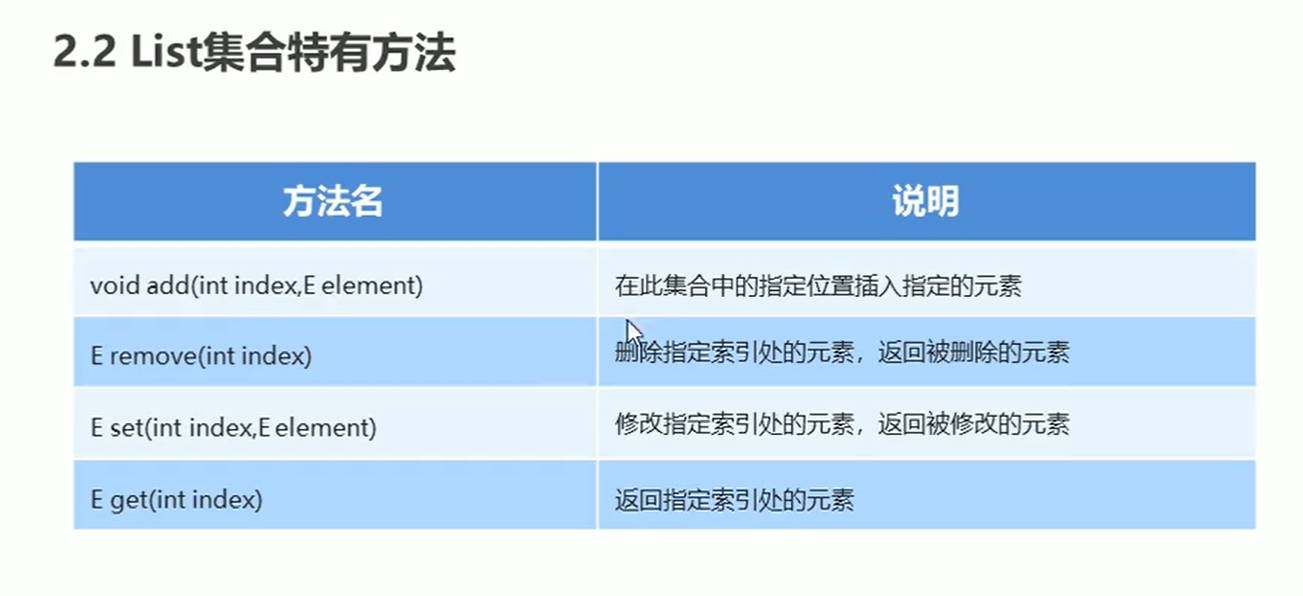 2.2 List集合特有方法
方法名
说明
void add(int index,E element)
在此集合中的指定位置插入指定的元素
E remove(int index)
删除指定索引处的元素，返回被删除的元素
E set(int index,E element)
修改指定索引处的元素，返回被修改的元素
E get(int index)
返回指定索引处的元素